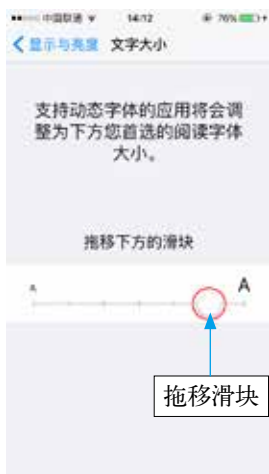 中国联通 14:12 76%
显示与亮度 文字大小
支持动态字体的应用将会调
整为下方您首选的阅读字体
大小。
拖移下方的滑块
A A
拖移滑块